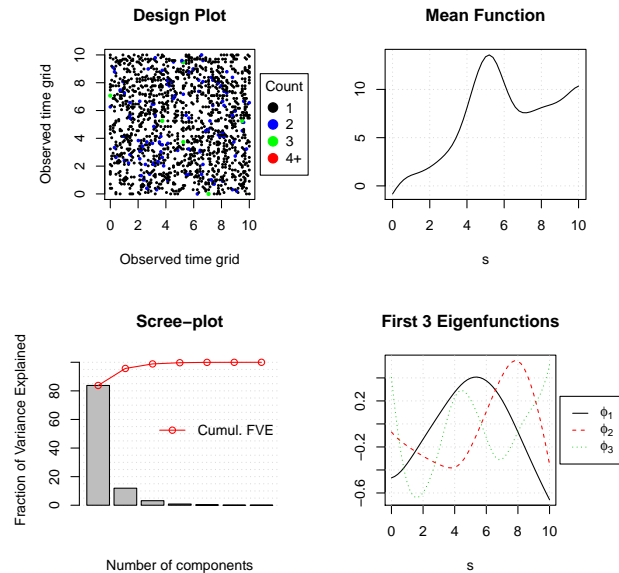 Design Plot
Observed time grid
10
8
6
4
2
0
0 2 4 6 8 10
Observed time grid
Count
1
2
3
4+
Mean Function
10
5
0
0 2 4 6 8 10
s
Scree−plot
Fraction of Variance Explained
80
60
40
20
0
Cumul. FVE
Number of components
First 3 Eigenfunctions
0.2
−0.2
−0.6
0 2 4 6 8 10
s
ϕ1
ϕ2
ϕ3